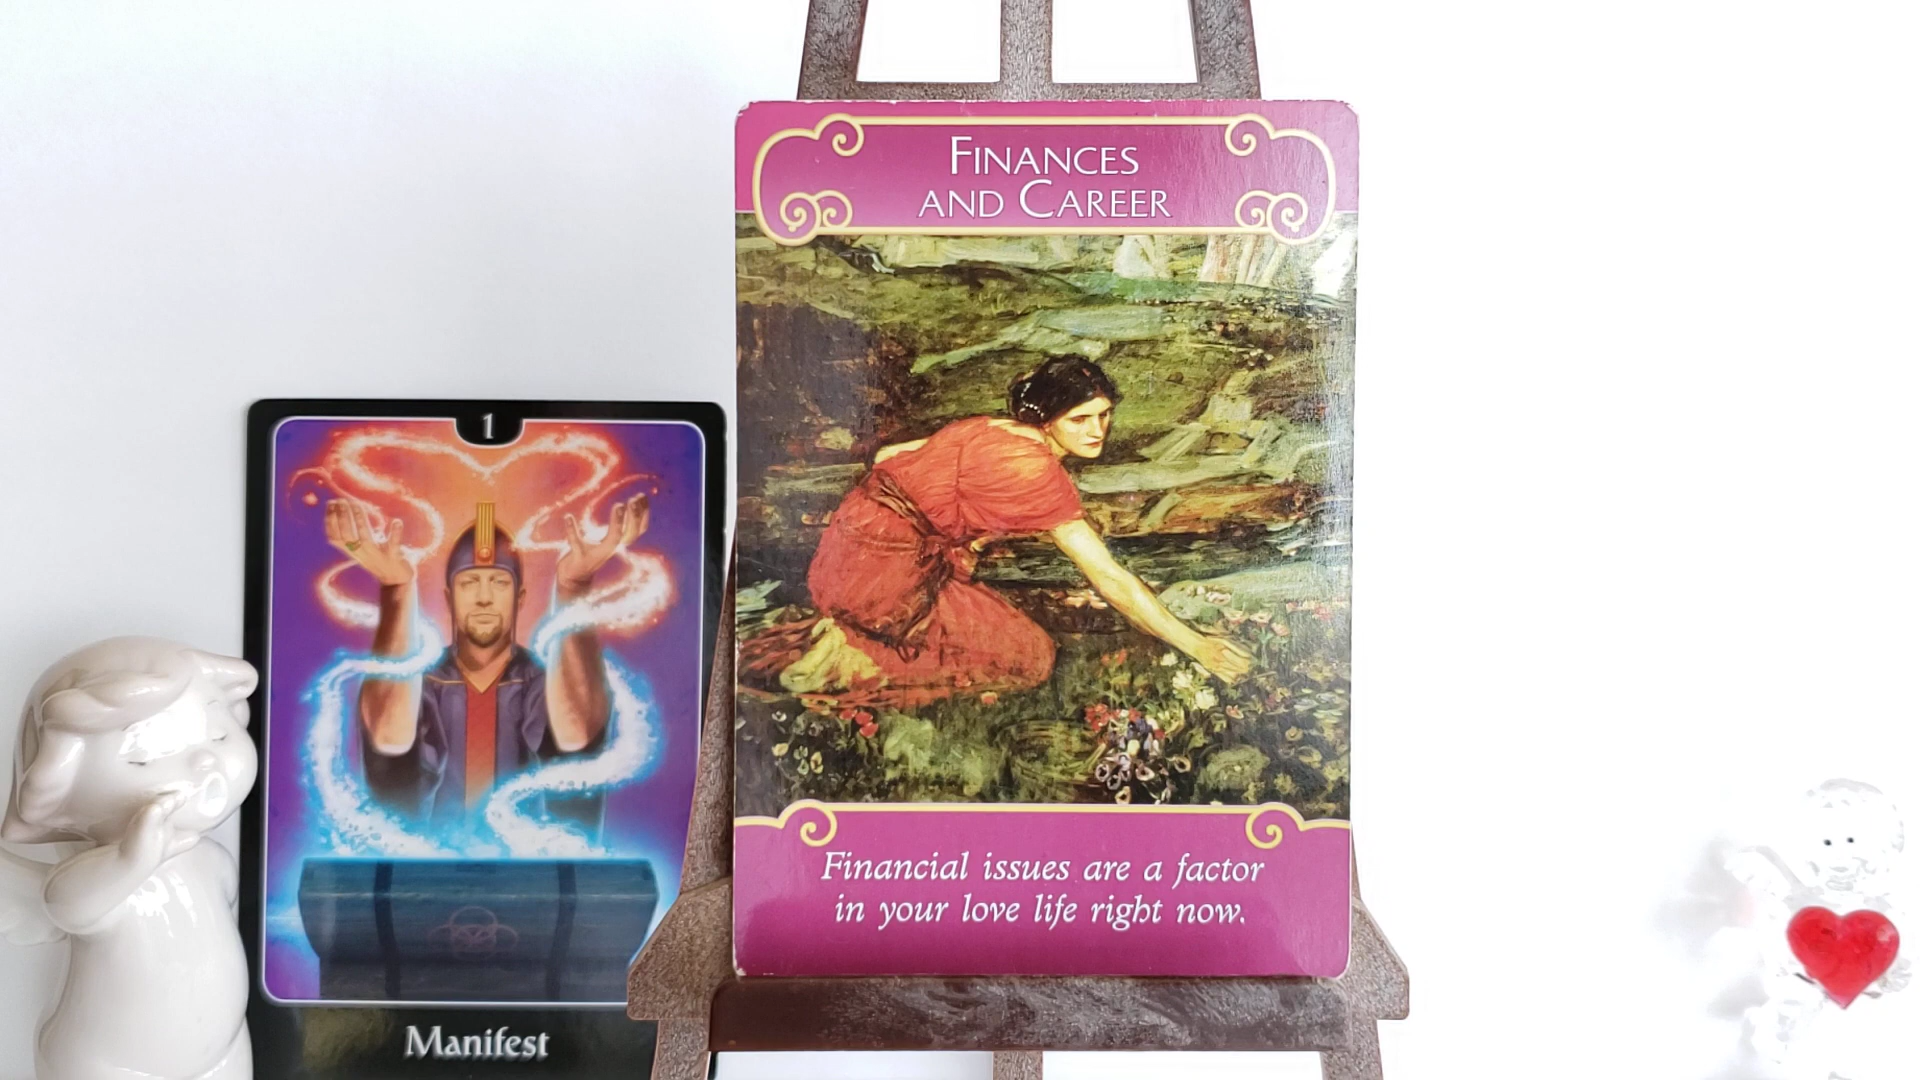 1
Manifest
FINANCES
AND CAREER
Financial issues are a factor
in your love life right now.